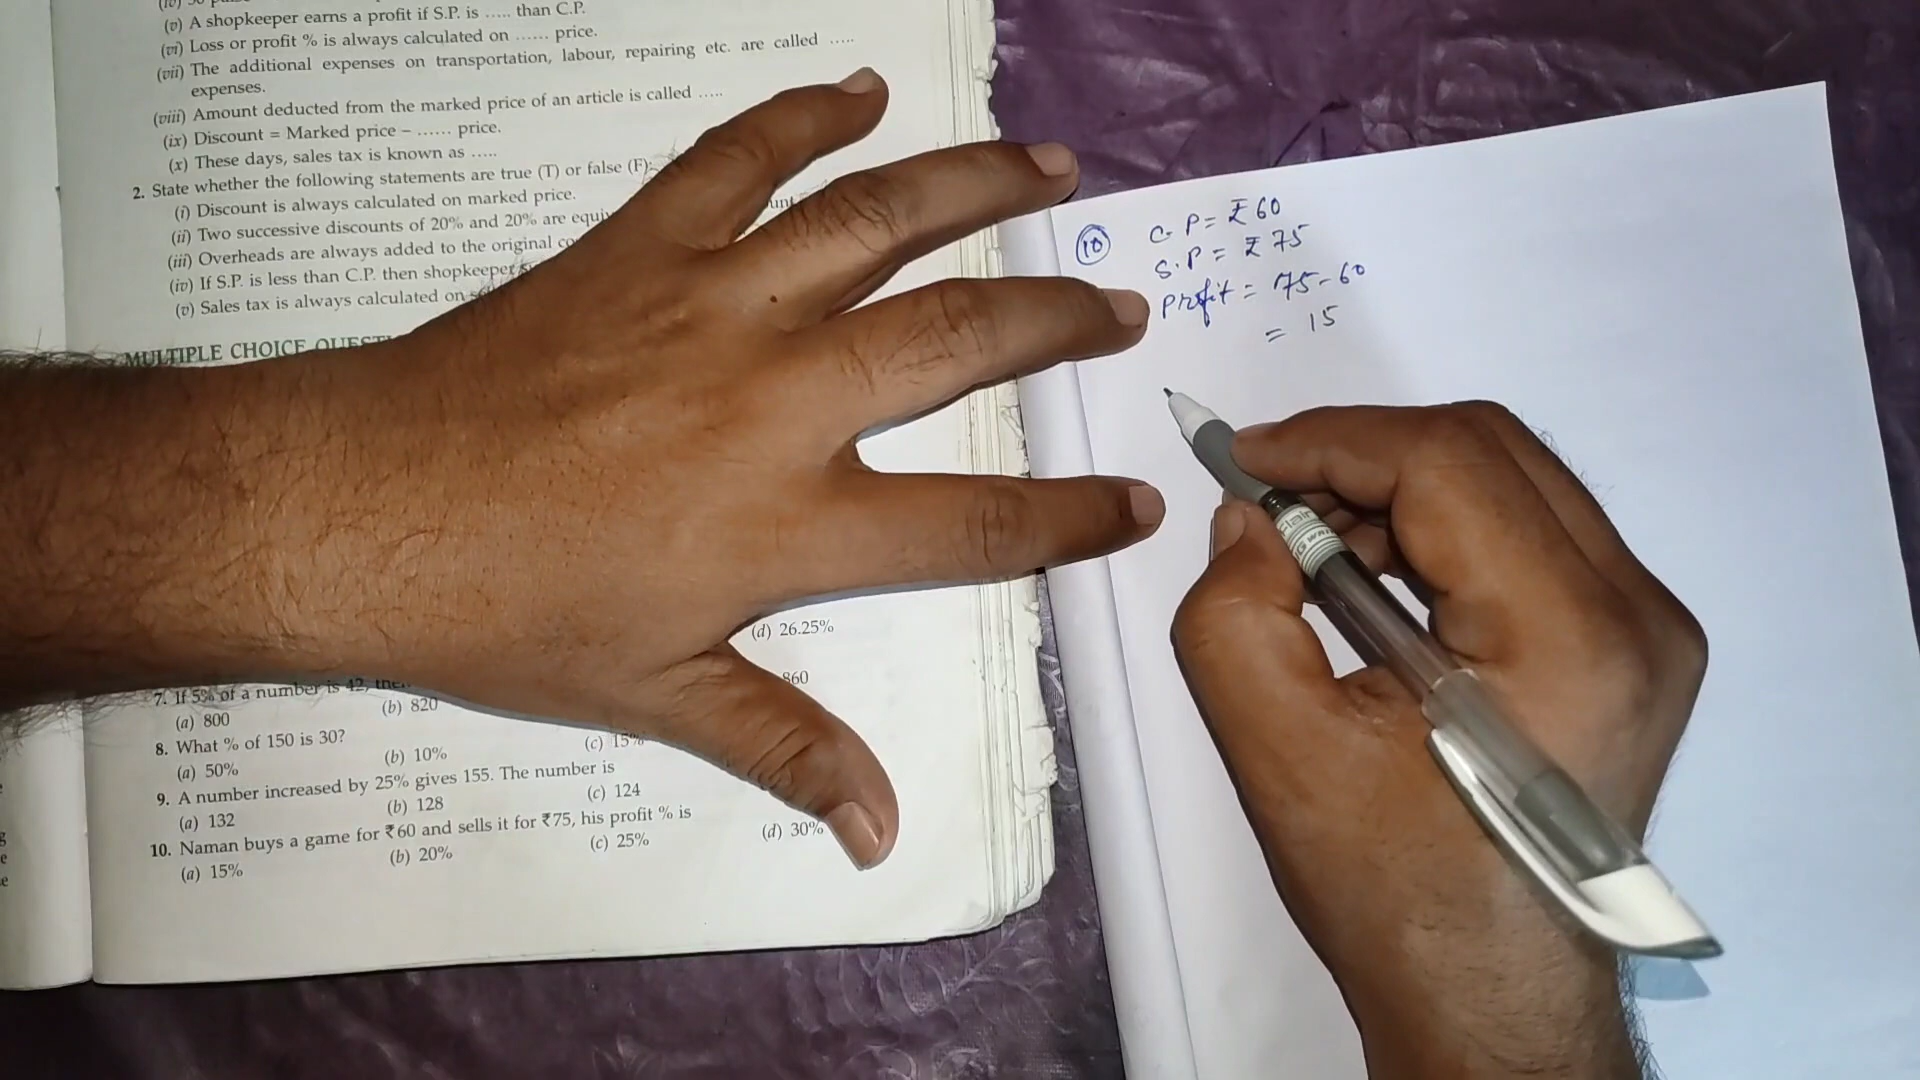 (v) A shopkeeper earns a profit if S.P. is ..... than C.P.
(vi) Loss or profit % is always calculated on ...... price.
(vii) The additional expenses on transportation, labour, repairing etc. are called .....
expenses.
(viii) Amount deducted from the marked price of an article is called .....
(ix) Discount = Marked price – ...... price.
(x) These days, sales tax is known as .....
2. State whether the following statements are true (T) or false (F):
(i) Discount is always calculated on marked price.
(ii) Two successive discounts of 20% and 20% are
(iii) Overheads are always added to the original
(iv) If S.P. is less than C.P. then shopkeeper
(v) Sales tax is always calculated on
MULTIPLE CHOICE
(d) 26.25%
7. If 5% of a number is 42,
860
(a) 800 (b) 820
8. What % of 150 is 30?
(a) 50% (b) 10% (c) 15%
9. A number increased by 25% gives 155. The number is
(a) 132 (b) 128 (c) 124
10. Naman buys a game for ₹60 and sells it for ₹75, his profit % is
(a) 15% (b) 20% (c) 25% (d) 30%
(10) C.P = ₹ 60
S.P = ₹ 75
Profit = 75-60
= 15
Flair